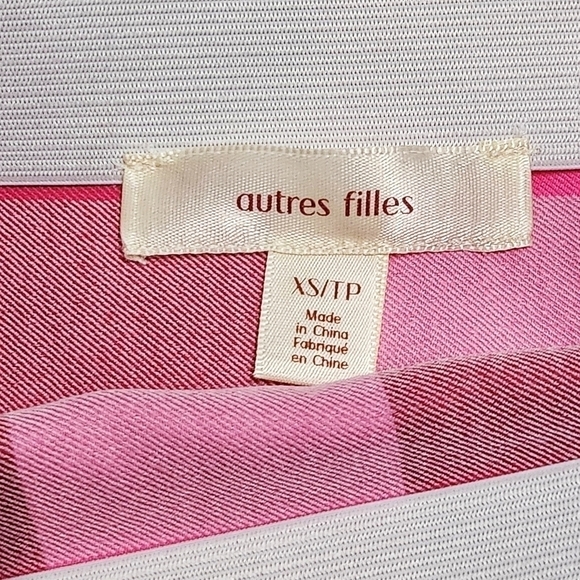 autres filles
XS/TP
Made
in China
Fabriqué
en Chine